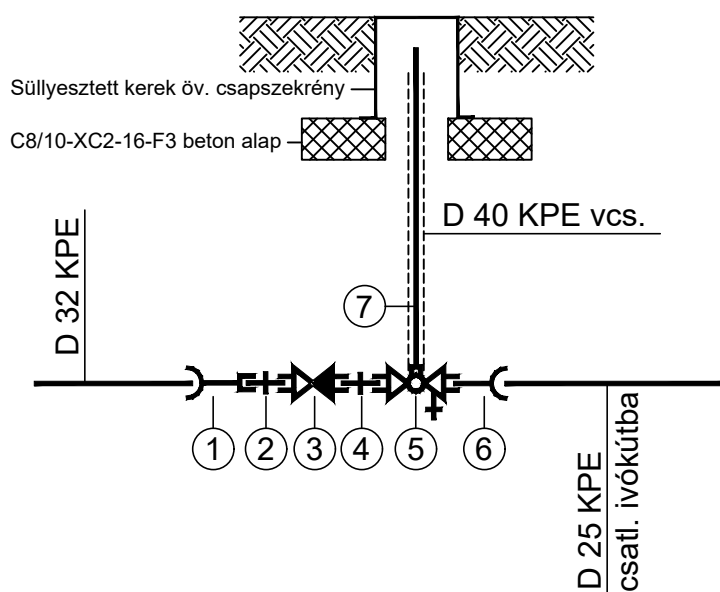 Süllyesztett kerek öv. csapszekrény
C8/10-XC2-16-F3 beton alap
D 40 KPE vcs.
D 32 KPE
7
1
2
3
4
5
6
D 25 KPE
csatl. ivókútba